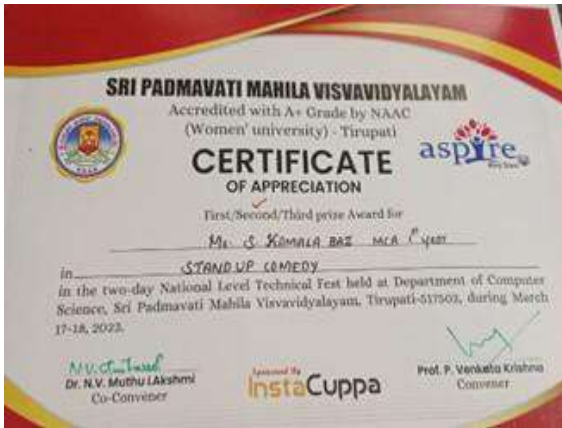 SRI PADMAVATI MAHILA VISVAVIDYALAYAM
Accredited with A+ Grade by NAAC
(Women' university) - Tirupati
aspire
CERTIFICATE
OF APPRECIATION
First/Second/Third prize Award for
S KOMALA BAI MCA Ist year
in STANDUP COMEDY
in the two-day National Level Technical Fest held at Department of Computer
Science, Sri Padmavati Mahila Visvavidyalayam, Tirupati-517502, during March
17-18, 2023.
Dr. N.V. Muthu LAkshmi
Co-Convener
Sponsored By
InstaCuppa
Prof. P. Venkata Krishna
Convener